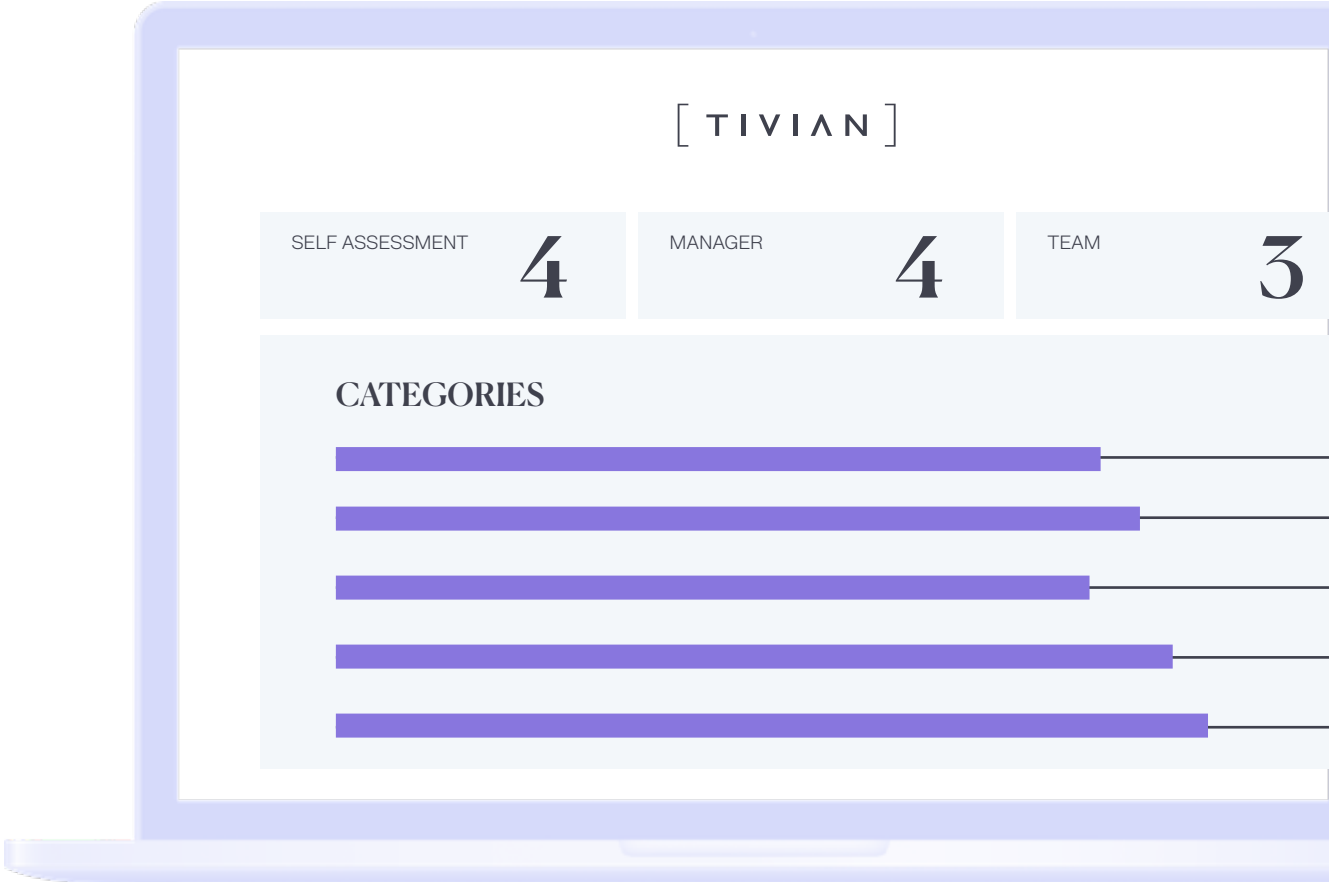 [ TIVIAN ]
SELF ASSESSMENT 4
MANAGER 4
TEAM 3
CATEGORIES